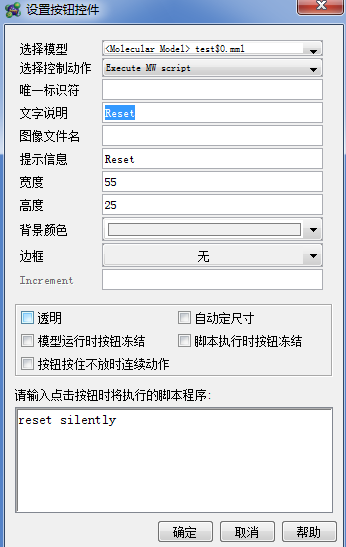 设置按钮控件
选择模型 <Molecular Model> test$0.mml
选择控制动作 Execute MW script
唯一标识符
文字说明 Reset
图像文件名
提示信息 Reset
宽度 55
高度 25
背景颜色
边框 无
Increment
透明 自动定尺寸
模型运行时按钮冻结 脚本执行时按钮冻结
按钮按住不放时连续动作
请输入点击按钮时将执行的脚本程序:
reset silently
确定 取消 帮助